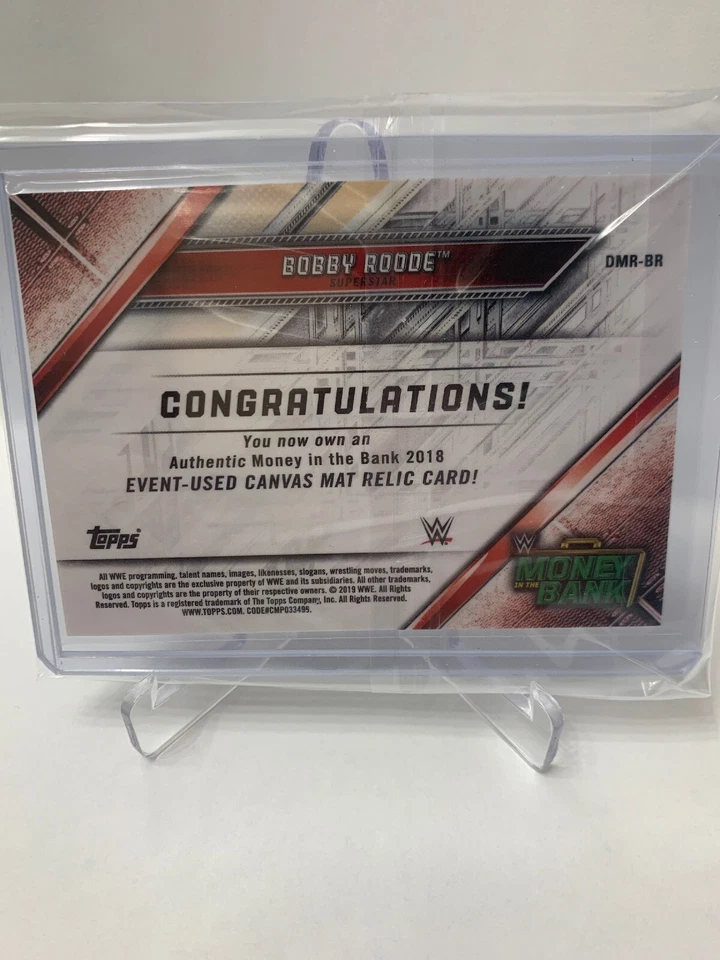 BOBBY ROODE™
DMR-BR
SUPERSTAR
CONGRATULATIONS!
You now own an
Authentic Money in the Bank 2018
EVENT-USED CANVAS MAT RELIC CARD!
Topps®
W
All WWE programming, talent names, images, likenesses, slogans, wrestling moves, trademarks,
logos and copyrights are the exclusive property of WWE and its subsidiaries. All other trademarks,
logos and copyrights are the property of their respective owners. © 2019 WWE. All Rights
Reserved. Topps is a registered trademark of The Topps Company, Inc. All Rights Reserved.
WWW.TOPPS.COM. CODE#CMP033495.
W
MONEY
IN THE
BANK